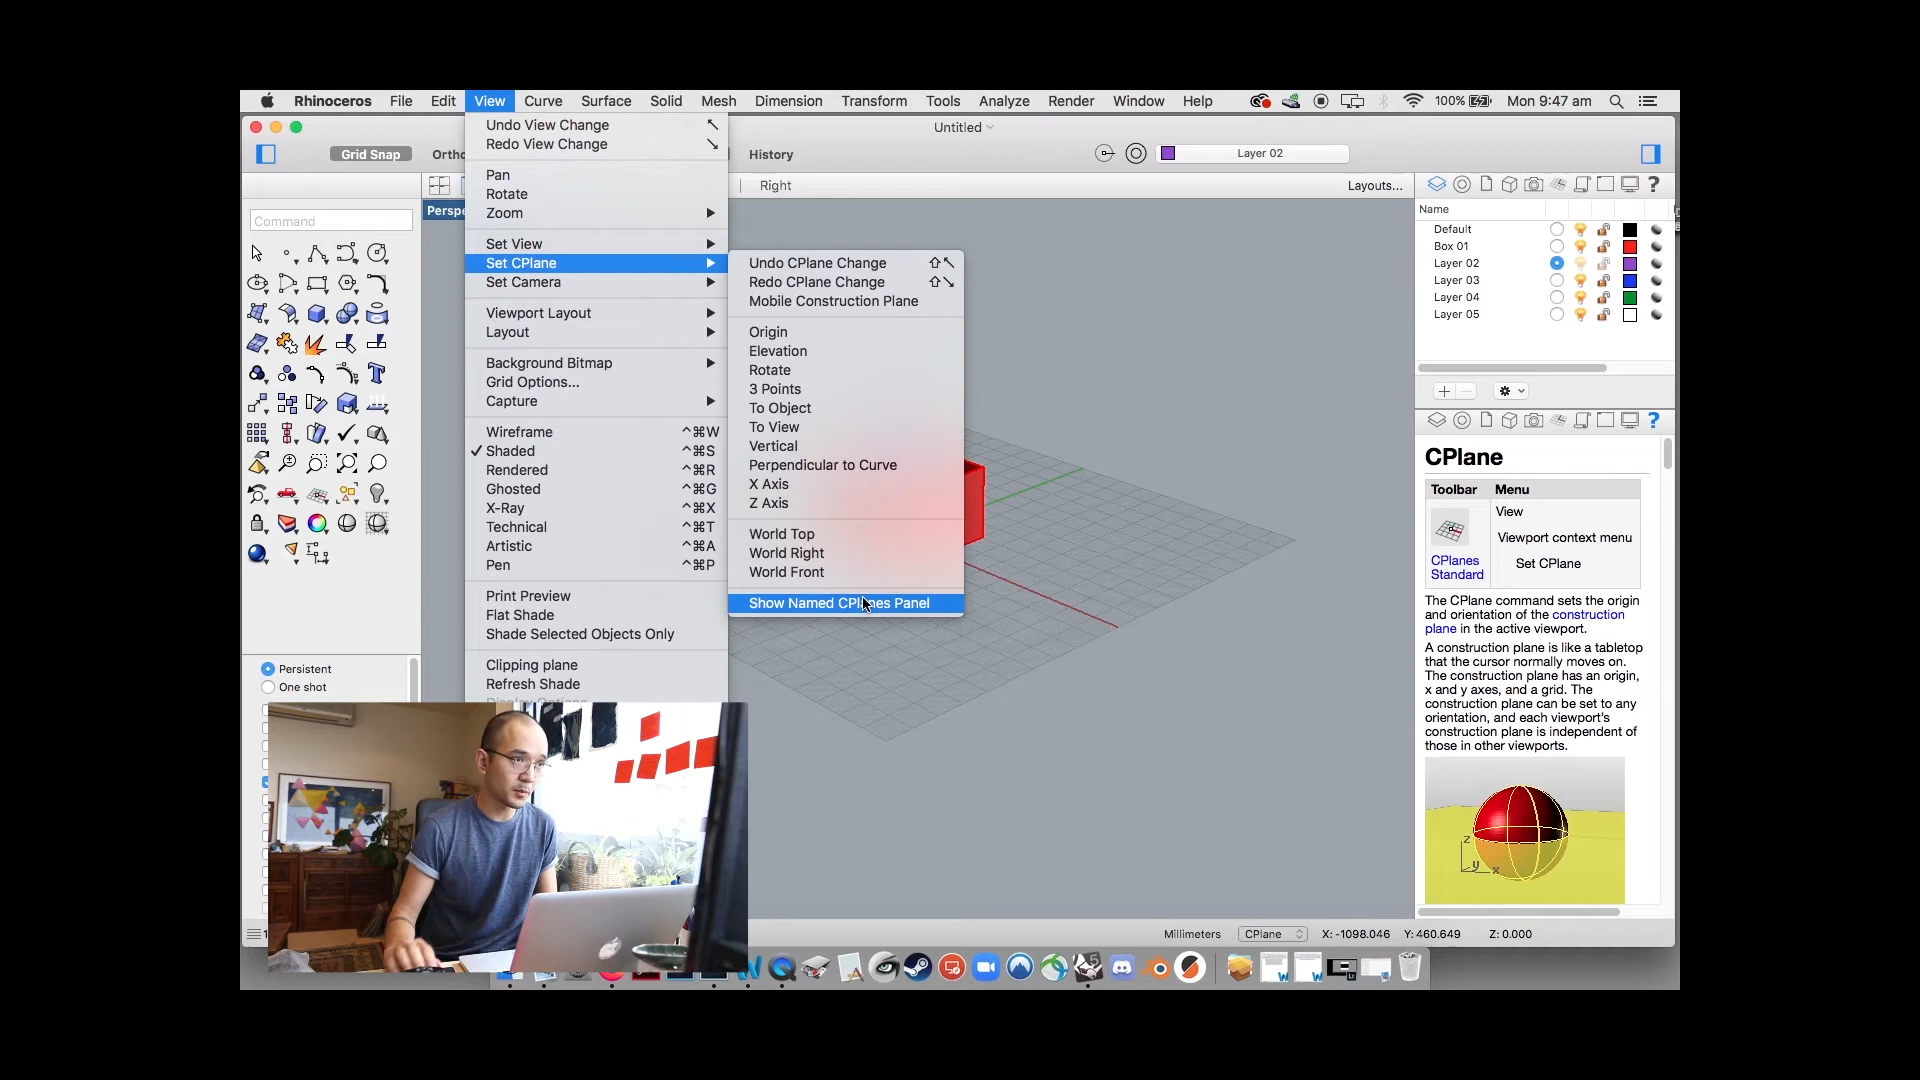 Rhinoceros File Edit View Curve Surface Solid Mesh Dimension Transform Tools Analyze Render Window Help 100% Mon 9:47 am
Untitled
Grid Snap Ortho History Layer 02
Right Layouts...
Perspe
Command
Undo View Change
Redo View Change
Pan
Rotate
Zoom
Set View
Set CPlane
Set Camera
Viewport Layout
Layout
Background Bitmap
Grid Options...
Capture
Wireframe ^⌘W
✓ Shaded ^⌘S
Rendered ^⌘R
Ghosted ^⌘G
X-Ray ^⌘X
Technical ^⌘T
Artistic ^⌘A
Pen ^⌘P
Print Preview
Flat Shade
Shade Selected Objects Only
Clipping plane
Refresh Shade
Undo CPlane Change
Redo CPlane Change
Mobile Construction Plane
Origin
Elevation
Rotate
3 Points
To Object
To View
Vertical
Perpendicular to Curve
X Axis
Z Axis
World Top
World Right
World Front
Show Named CPlanes Panel
Persistent
One shot
Name
Default
Box 01
Layer 02
Layer 03
Layer 04
Layer 05
CPlane
Toolbar Menu
View
Viewport context menu
Set CPlane
CPlanes
Standard
The CPlane command sets the origin
and orientation of the construction
plane in the active viewport.
A construction plane is like a tabletop
that the cursor normally moves on.
The construction plane has an origin,
x and y axes, and a grid. The
construction plane can be set to any
orientation, and each viewport's
construction plane is independent of
those in other viewports.
z
y x
Millimeters CPlane X: -1098.046 Y: 460.649 Z: 0.000